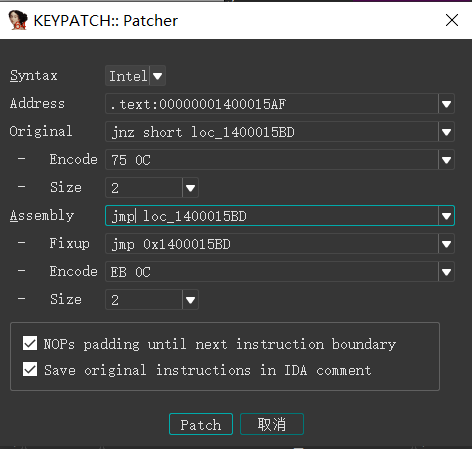 KEYPATCH:: Patcher
Syntax Intel
Address .text:00000001400015AF
Original jnz short loc_1400015BD
- Encode 75 0C
- Size 2
Assembly jmp loc_1400015BD
- Fixup jmp 0x1400015BD
- Encode EB 0C
- Size 2
NOPs padding until next instruction boundary
Save original instructions in IDA comment
Patch 取消